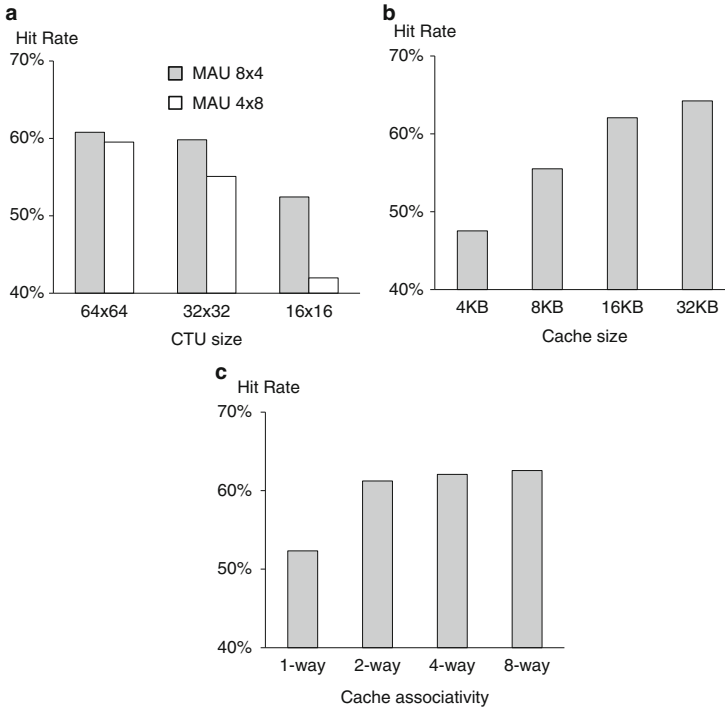 a
Hit Rate
70%
60%
50%
40%
MAU 8x4
MAU 4x8
64x64 32x32 16x16
CTU size
b
Hit Rate
70%
60%
50%
40%
4KB 8KB 16KB 32KB
Cache size
c
Hit Rate
70%
60%
50%
40%
1-way 2-way 4-way 8-way
Cache associativity